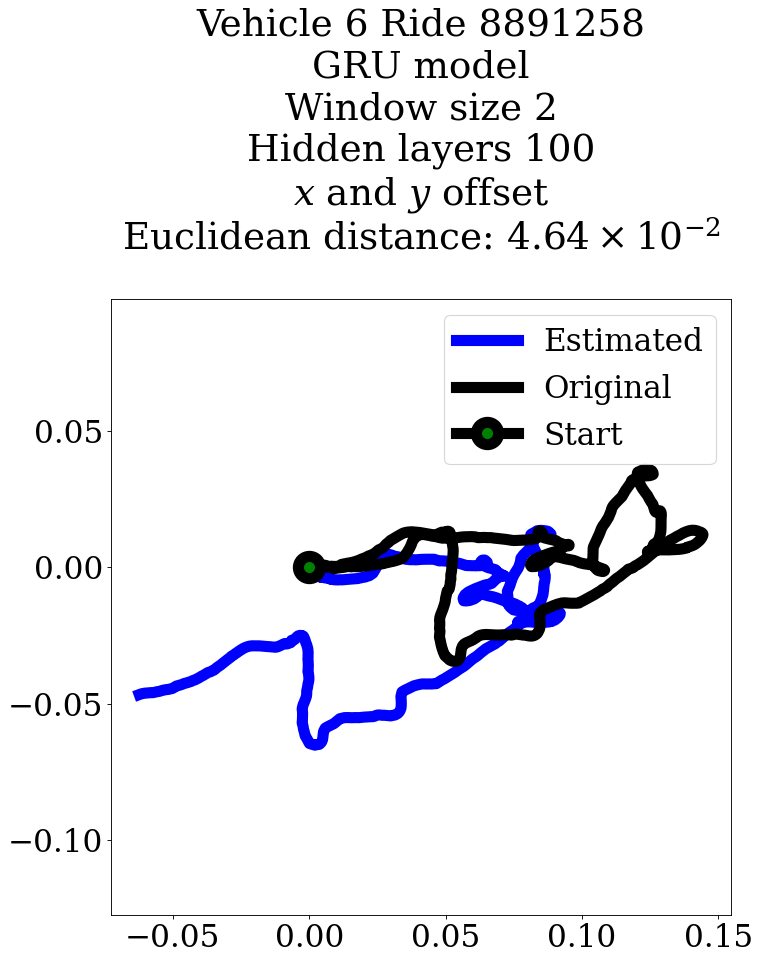 Vehicle 6 Ride 8891258
GRU model
Window size 2
Hidden layers 100
x and y offset
Euclidean distance: 4.64 × 10⁻²
Estimated
Original
Start
0.05
0.00
−0.05
−0.10
−0.05 0.00 0.05 0.10 0.15